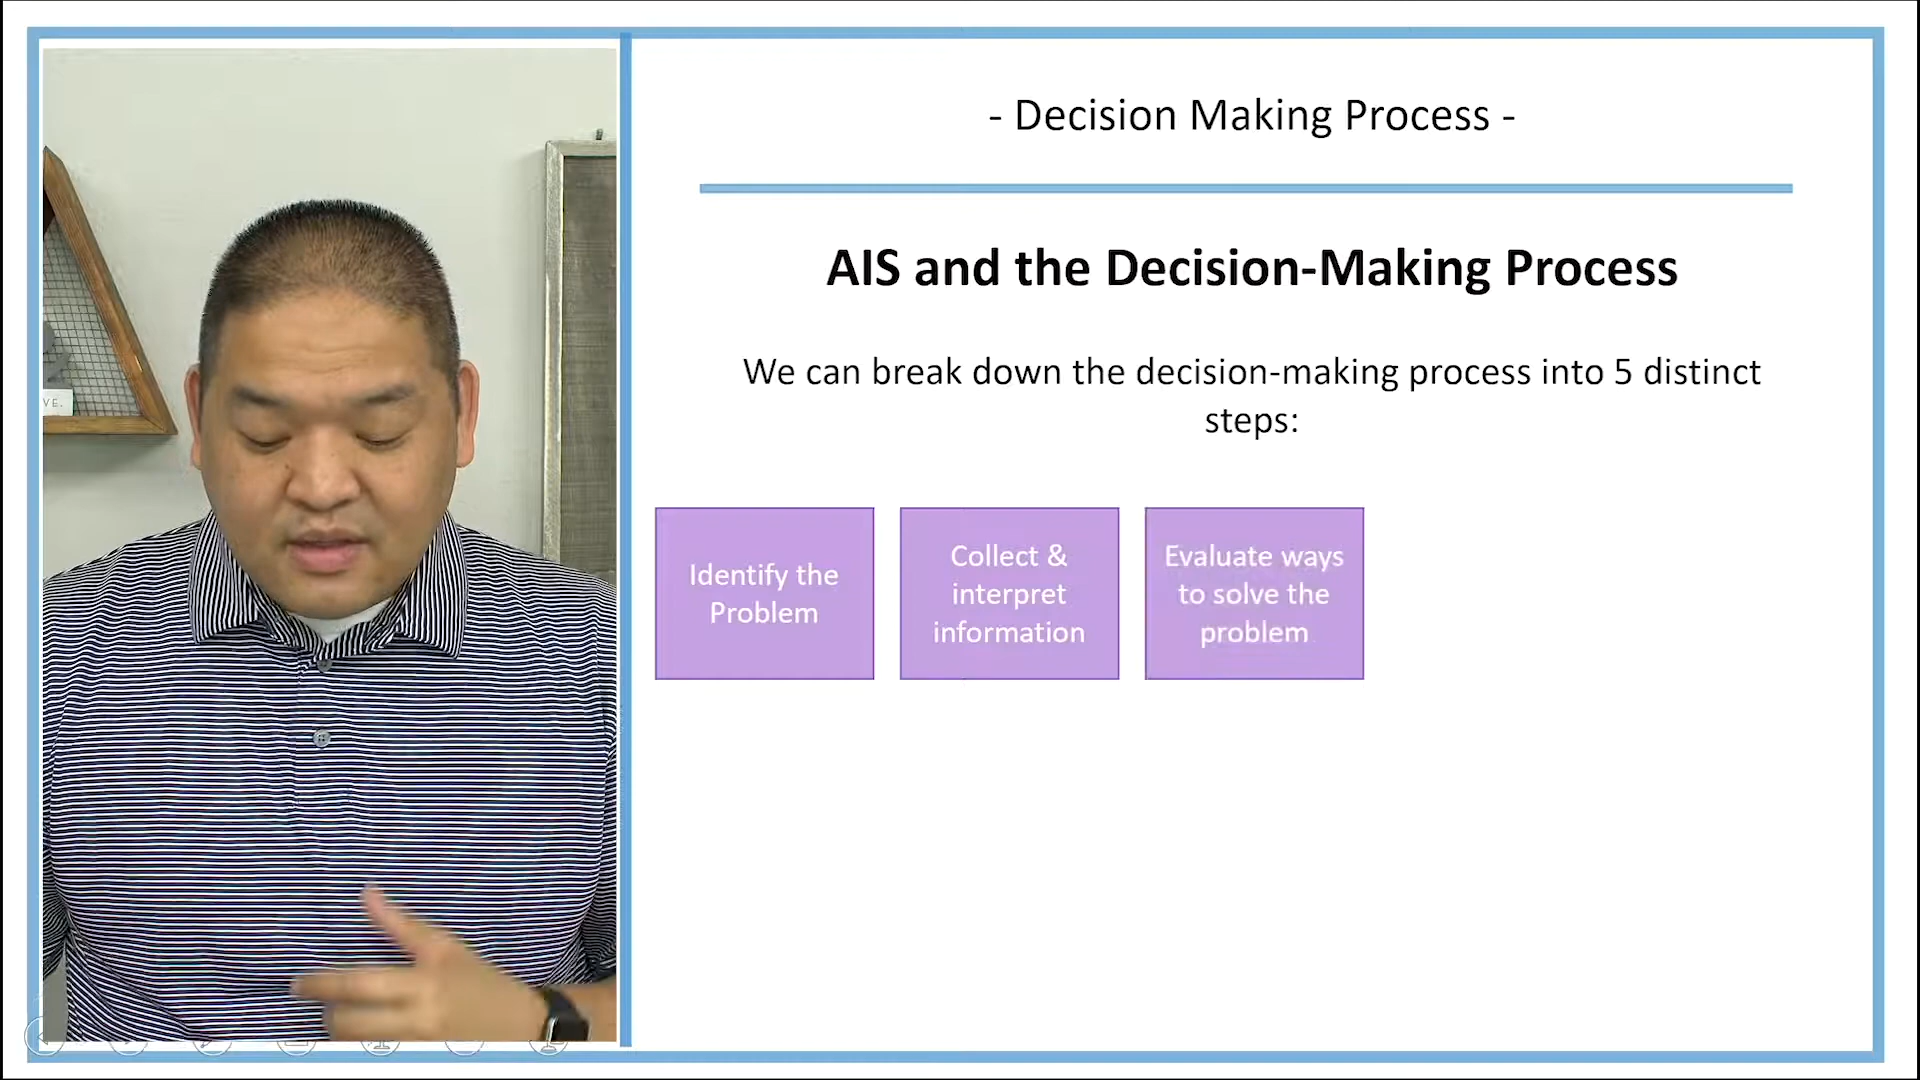 - Decision Making Process -
AIS and the Decision-Making Process
We can break down the decision-making process into 5 distinct
steps:
Identify the
Problem
Collect &
interpret
information
Evaluate ways
to solve the
problem
VE.